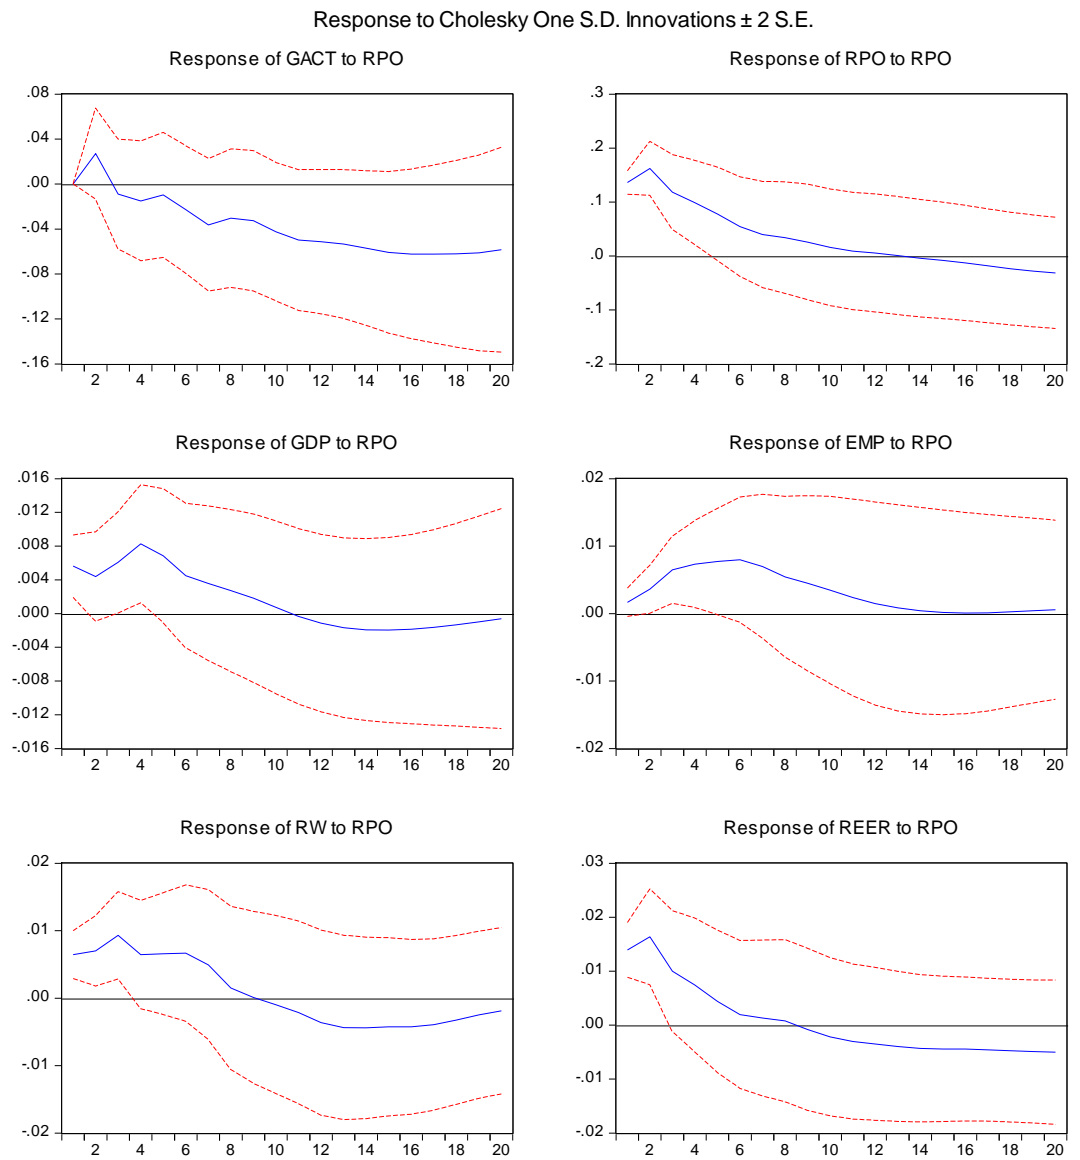 Response to Cholesky One S.D. Innovations ± 2 S.E.
Response of GACT to RPO
.08
.04
.00
-.04
-.08
-.12
-.16
2 4 6 8 10 12 14 16 18 20
Response of RPO to RPO
.3
.2
.1
.0
-.1
-.2
2 4 6 8 10 12 14 16 18 20
Response of GDP to RPO
.016
.012
.008
.004
.000
-.004
-.008
-.012
-.016
2 4 6 8 10 12 14 16 18 20
Response of EMP to RPO
.02
.01
.00
-.01
-.02
2 4 6 8 10 12 14 16 18 20
Response of RW to RPO
.02
.01
.00
-.01
-.02
2 4 6 8 10 12 14 16 18 20
Response of REER to RPO
.03
.02
.01
.00
-.01
-.02
2 4 6 8 10 12 14 16 18 20